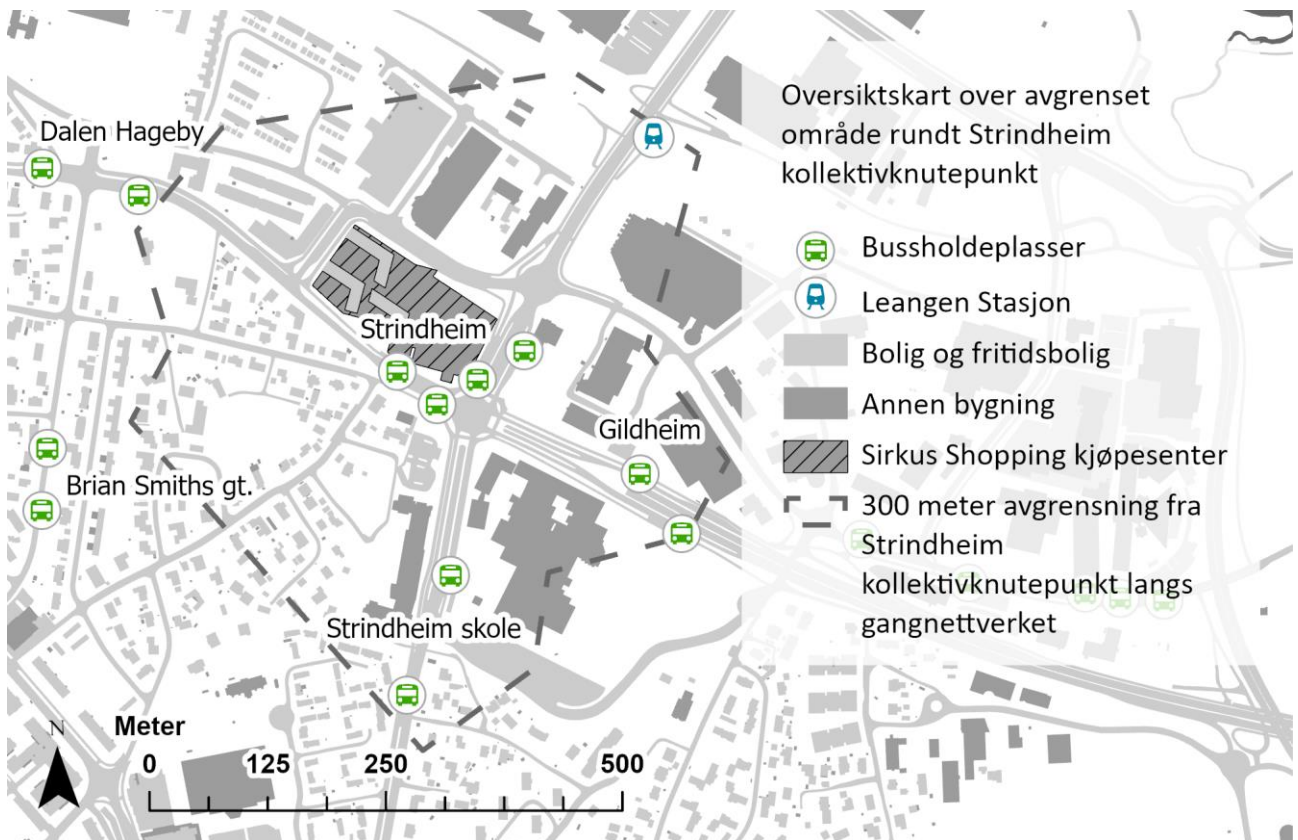 Oversiktskart over avgrenset
område rundt Strindheim
kollektivknutepunkt
Bussholdeplasser
Leangen Stasjon
Bolig og fritidsbolig
Annen bygning
Sirkus Shopping kjøpesenter
300 meter avgrensning fra
Strindheim
kollektivknutepunkt langs
gangnettverket
Dalen Hageby
Strindheim
Gildheim
Brian Smiths gt.
Strindheim skole
N
Meter
0 125 250 500